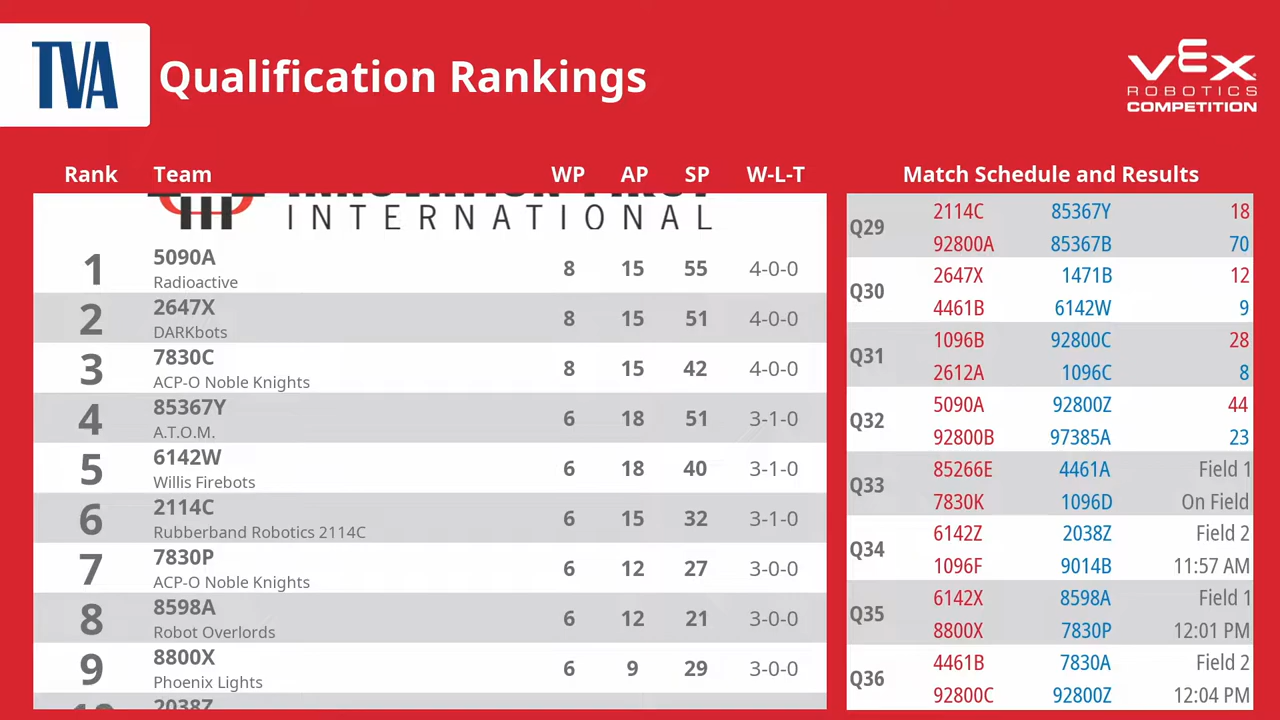 TVA Qualification Rankings
VEX
ROBOTICS
COMPETITION
Rank Team WP AP SP W-L-T
INTERNATIONAL
1 5090A 8 15 55 4-0-0
Radioactive
2 2647X 8 15 51 4-0-0
DARKbots
3 7830C 8 15 42 4-0-0
ACP-O Noble Knights
4 85367Y 6 18 51 3-1-0
A.T.O.M.
5 6142W 6 18 40 3-1-0
Willis Firebots
6 2114C 6 15 32 3-1-0
Rubberband Robotics 2114C
7 7830P 6 12 27 3-0-0
ACP-O Noble Knights
8 8598A 6 12 21 3-0-0
Robot Overlords
9 8800X 6 9 29 3-0-0
Phoenix Lights
10 2038Z
Match Schedule and Results
Q29 2114C 85367Y 18
92800A 85367B 70
Q30 2647X 1471B 12
4461B 6142W 9
Q31 1096B 92800C 28
2612A 1096C 8
Q32 5090A 92800Z 44
92800B 97385A 23
Q33 85266E 4461A Field 1
7830K 1096D On Field
Q34 6142Z 2038Z Field 2
1096F 9014B 11:57 AM
Q35 6142X 8598A Field 1
8800X 7830P 12:01 PM
Q36 4461B 7830A Field 2
92800C 92800Z 12:04 PM